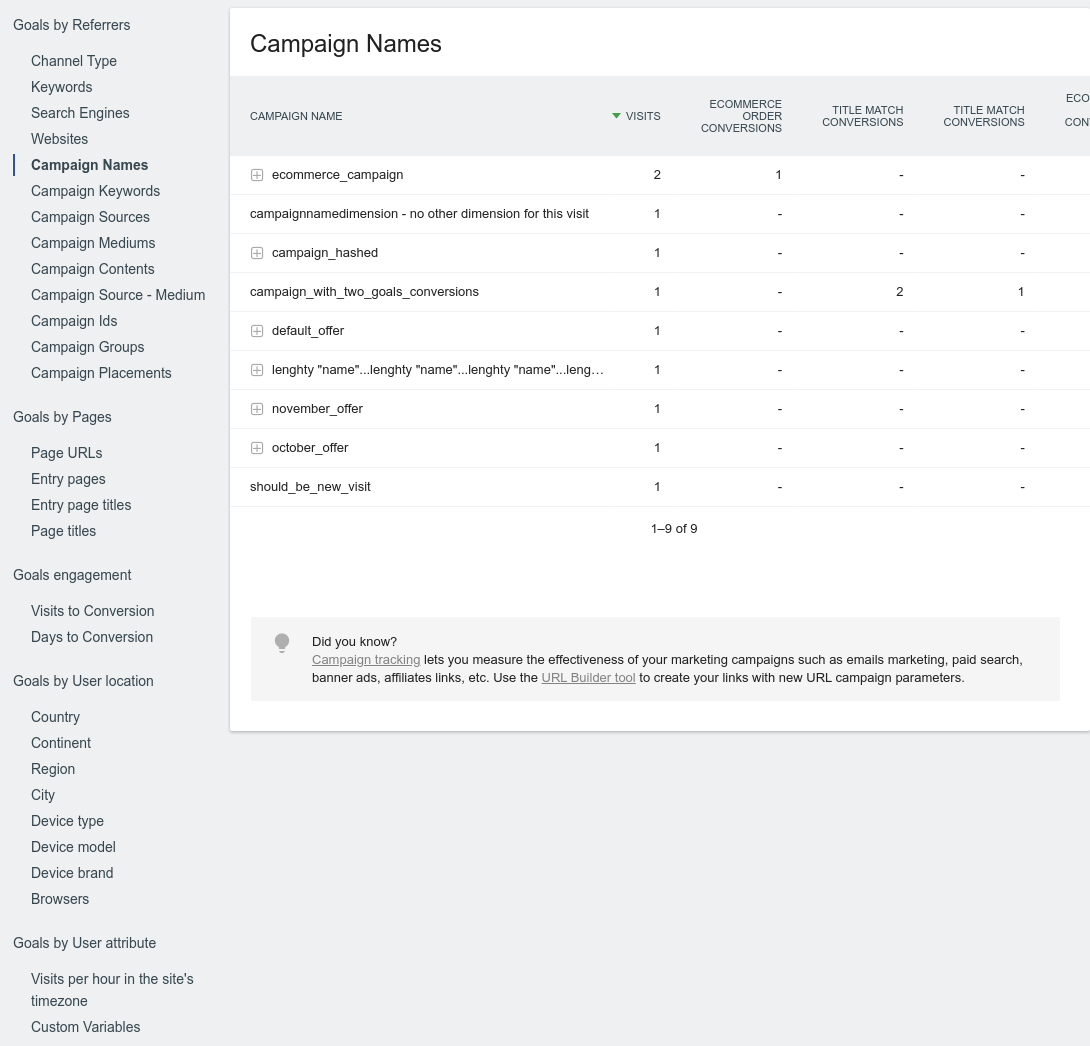 Goals by Referrers
Channel Type
Keywords
Search Engines
Websites
Campaign Names
Campaign Keywords
Campaign Sources
Campaign Mediums
Campaign Contents
Campaign Source - Medium
Campaign Ids
Campaign Groups
Campaign Placements
Goals by Pages
Page URLs
Entry pages
Entry page titles
Page titles
Goals engagement
Visits to Conversion
Days to Conversion
Goals by User location
Country
Continent
Region
City
Device type
Device model
Device brand
Browsers
Goals by User attribute
Visits per hour in the site's
timezone
Custom Variables
Campaign Names
CAMPAIGN NAME
VISITS
ECOMMERCE
ORDER
CONVERSIONS
TITLE MATCH
CONVERSIONS
TITLE MATCH
CONVERSIONS
ECO
CON
ecommerce_campaign 2 1 - -
campaignnamedimension - no other dimension for this visit 1 - - -
campaign_hashed 1 - - -
campaign_with_two_goals_conversions 1 - 2 1
default_offer 1 - - -
lenghty "name"...lenghty "name"...lenghty "name"...leng… 1 - - -
november_offer 1 - - -
october_offer 1 - - -
should_be_new_visit 1 - - -
1–9 of 9
Did you know?
Campaign tracking lets you measure the effectiveness of your marketing campaigns such as emails marketing, paid search,
banner ads, affiliates links, etc. Use the URL Builder tool to create your links with new URL campaign parameters.